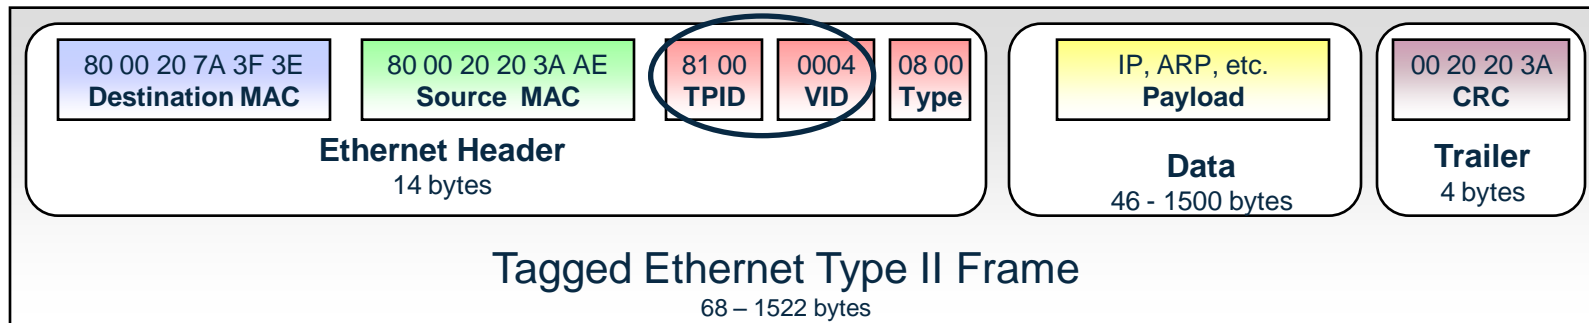 80 00 20 7A 3F 3E
Destination MAC
80 00 20 20 3A AE
Source MAC
81 00
TPID
0004
VID
08 00
Type
Ethernet Header
14 bytes
IP, ARP, etc.
Payload
Data
46 - 1500 bytes
00 20 20 3A
CRC
Trailer
4 bytes
Tagged Ethernet Type II Frame
68 – 1522 bytes